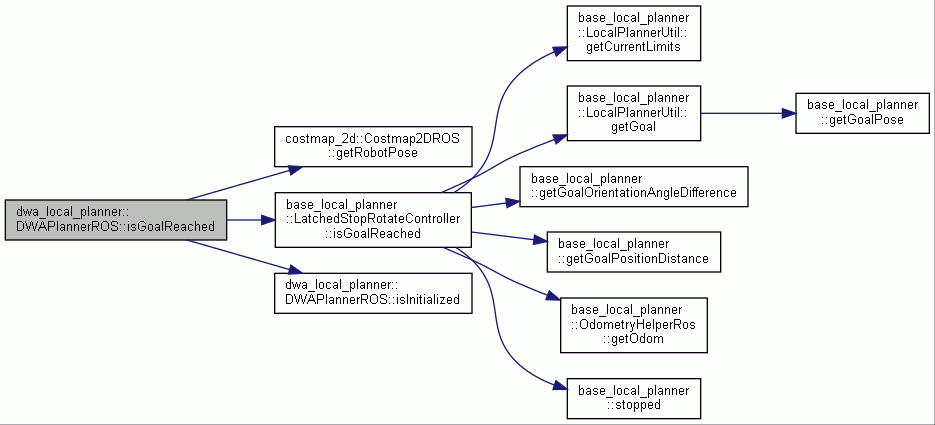 dwa_local_planner::
DWAPlannerROS::isGoalReached
costmap_2d::Costmap2DROS
::getRobotPose
base_local_planner
::LatchedStopRotateController
::isGoalReached
dwa_local_planner::
DWAPlannerROS::isInitialized
base_local_planner
::LocalPlannerUtil::
getCurrentLimits
base_local_planner
::LocalPlannerUtil::
getGoal
base_local_planner
::getGoalOrientationAngleDifference
base_local_planner
::getGoalPositionDistance
base_local_planner
::OdometryHelperRos
::getOdom
base_local_planner
::stopped
base_local_planner
::getGoalPose